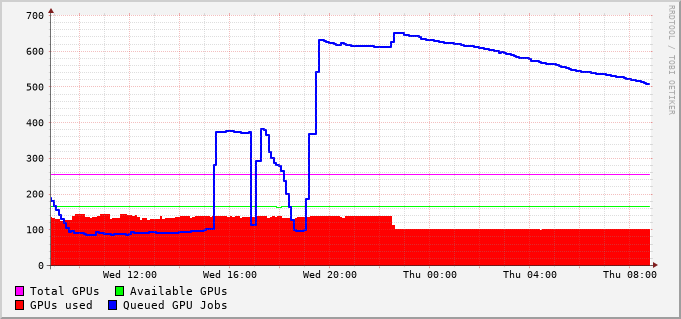 700
600
500
400
300
200
100
0
Wed 12:00 Wed 16:00 Wed 20:00 Thu 00:00 Thu 04:00 Thu 08:00
Total GPUs Available GPUs
GPUs used Queued GPU Jobs
RRDTOOL / TOBI OETIKER